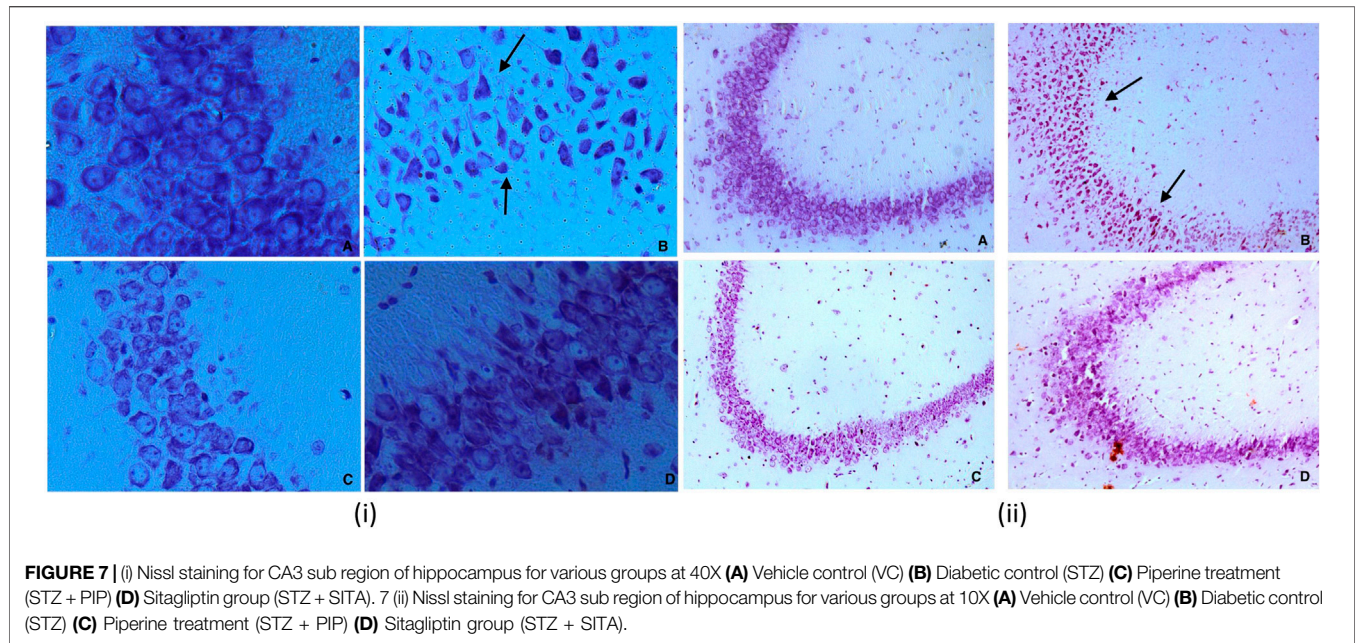 A
B
A
B
C
D
C
D
(i)
(ii)
FIGURE 7 | (i) Nissl staining for CA3 sub region of hippocampus for various groups at 40X (A) Vehicle control (VC) (B) Diabetic control (STZ) (C) Piperine treatment
(STZ + PIP) (D) Sitagliptin group (STZ + SITA). 7 (ii) Nissl staining for CA3 sub region of hippocampus for various groups at 10X (A) Vehicle control (VC) (B) Diabetic control
(STZ) (C) Piperine treatment (STZ + PIP) (D) Sitagliptin group (STZ + SITA).